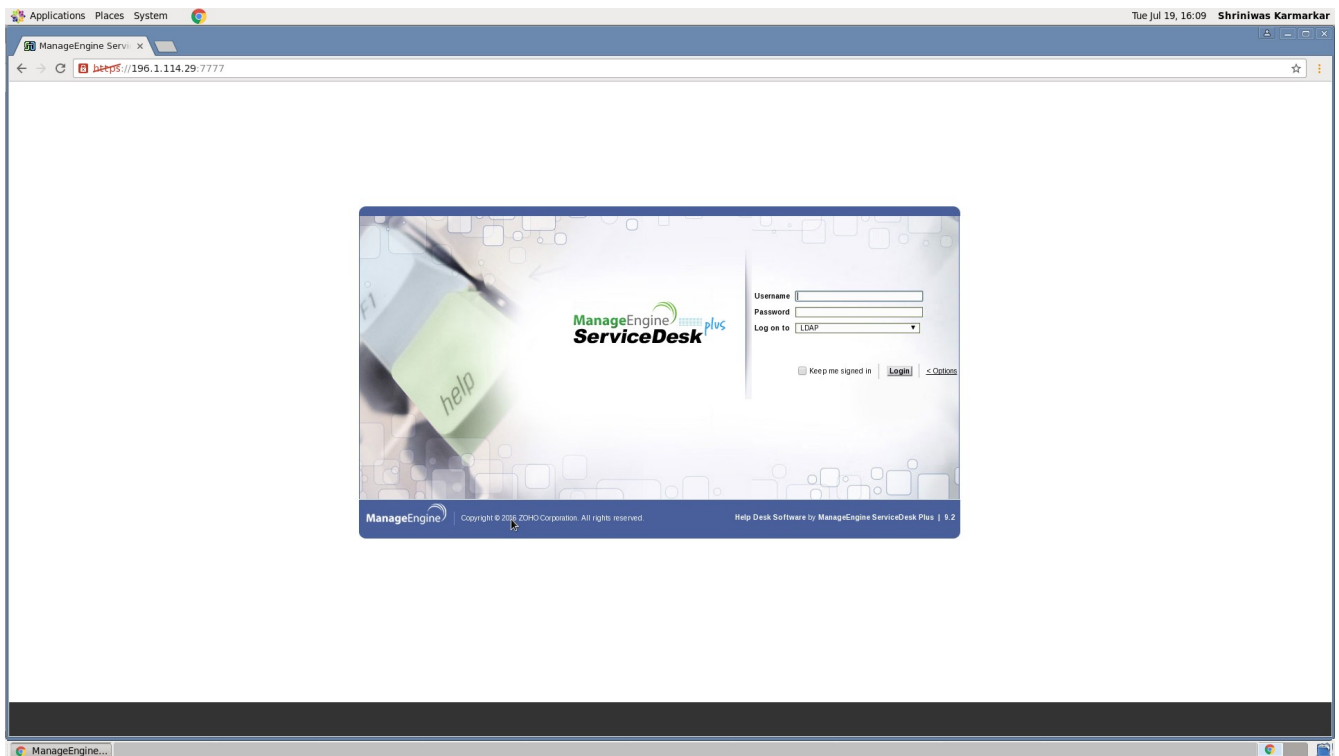 Applications Places System
Tue Jul 19, 16:09 Shriniwas Karmarkar
ManageEngine Servi
https://196.1.114.29:7777
F1
help
ManageEngine
ServiceDesk plus
Username
Password
Log on to LDAP
Keep me signed in Login < Options
ManageEngine Copyright © 2016 ZOHO Corporation. All rights reserved. Help Desk Software by ManageEngine ServiceDesk Plus | 9.2
ManageEngine...